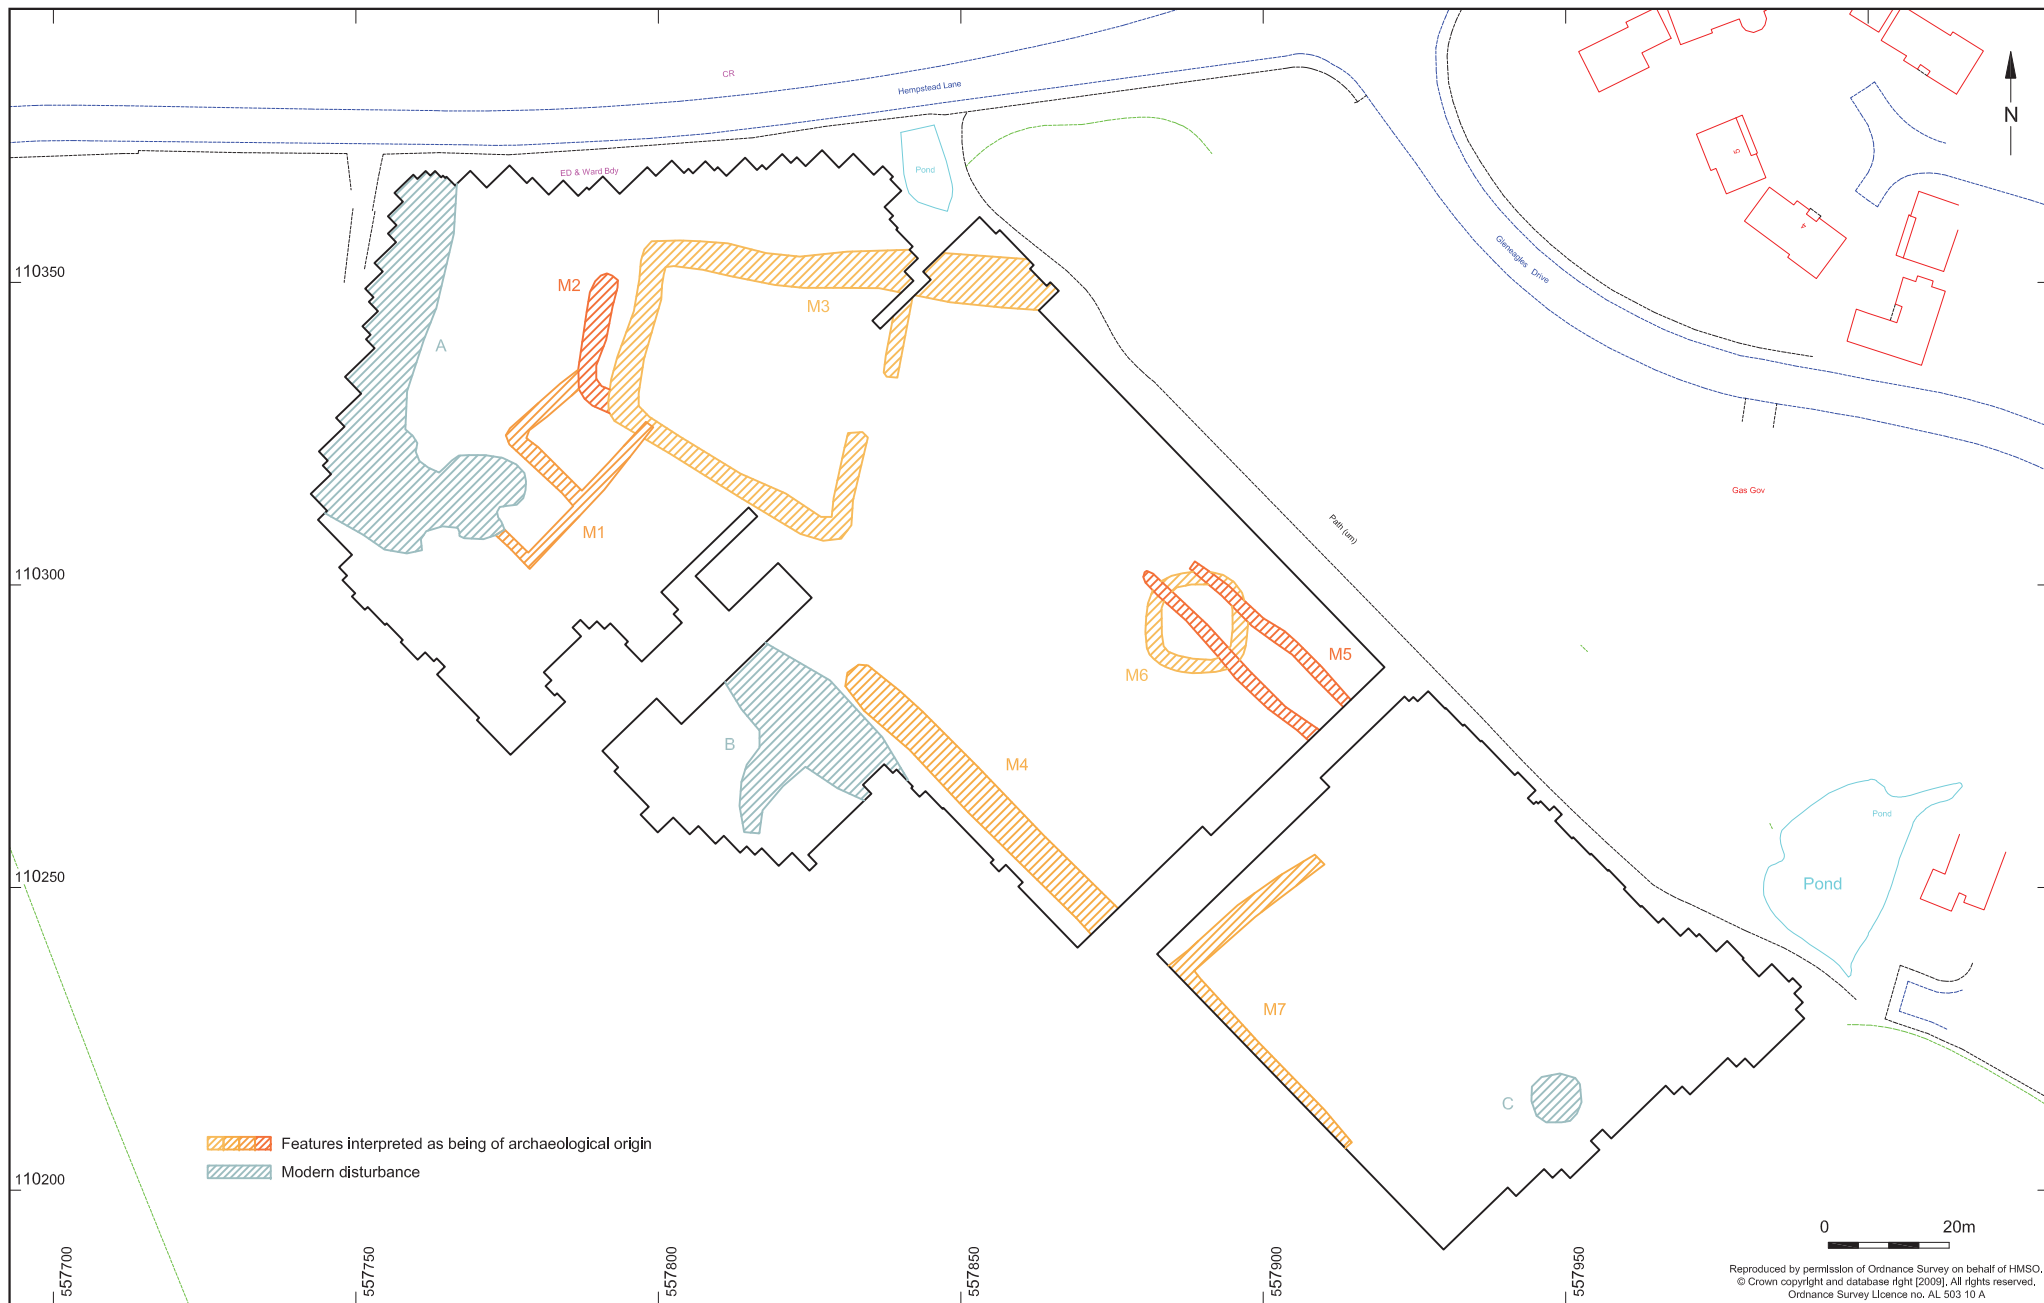 CR
Hempstead Lane
N
ED & Ward Bdy
Pond
5
4
Gleneagles Drive
110350
M2
M3
A
M1
Gas Gov
Path (um)
110300
M5
M6
B
M4
Pond
Pond
110250
M7
C
Features interpreted as being of archaeological origin
Modern disturbance
110200
0 20m
557700
557750
557800
557850
557900
557950
Reproduced by permission of Ordnance Survey on behalf of HMSO.
© Crown copyright and database right [2009]. All rights reserved.
Ordnance Survey Licence no. AL 503 10 A